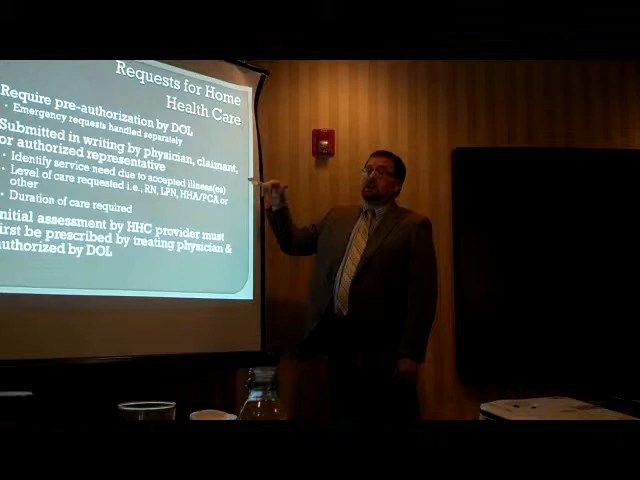 Requests for Home
Health Care
Require pre-authorization by DOL
• Emergency requests handled separately
Submitted in writing by physician, claimant,
or authorized representative
• Identify service need due to accepted illness(es)
• Level of care requested i.e., RN, LPN, HHA/PCA or
other
• Duration of care required
nitial assessment by HHC provider must
irst be prescribed by treating physician &
uthorized by DOL